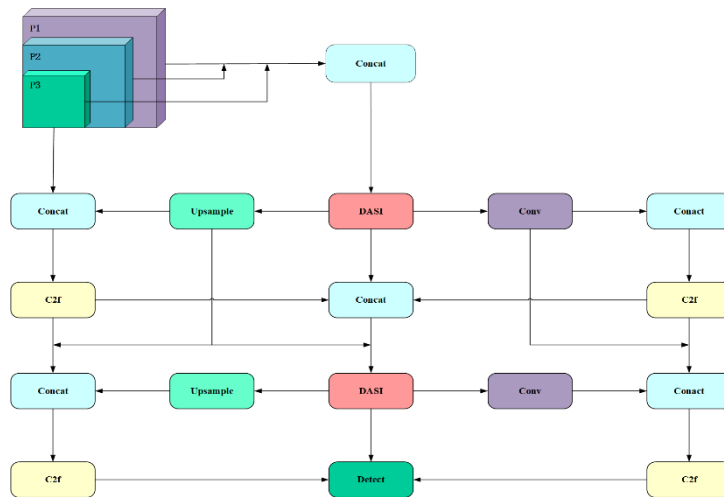 P1
P2
P3
Concat
Concat
Upsample
DASI
Conv
Conact
C2f
Concat
C2f
Concat
Upsample
DASI
Conv
Conact
C2f
Detect
C2f